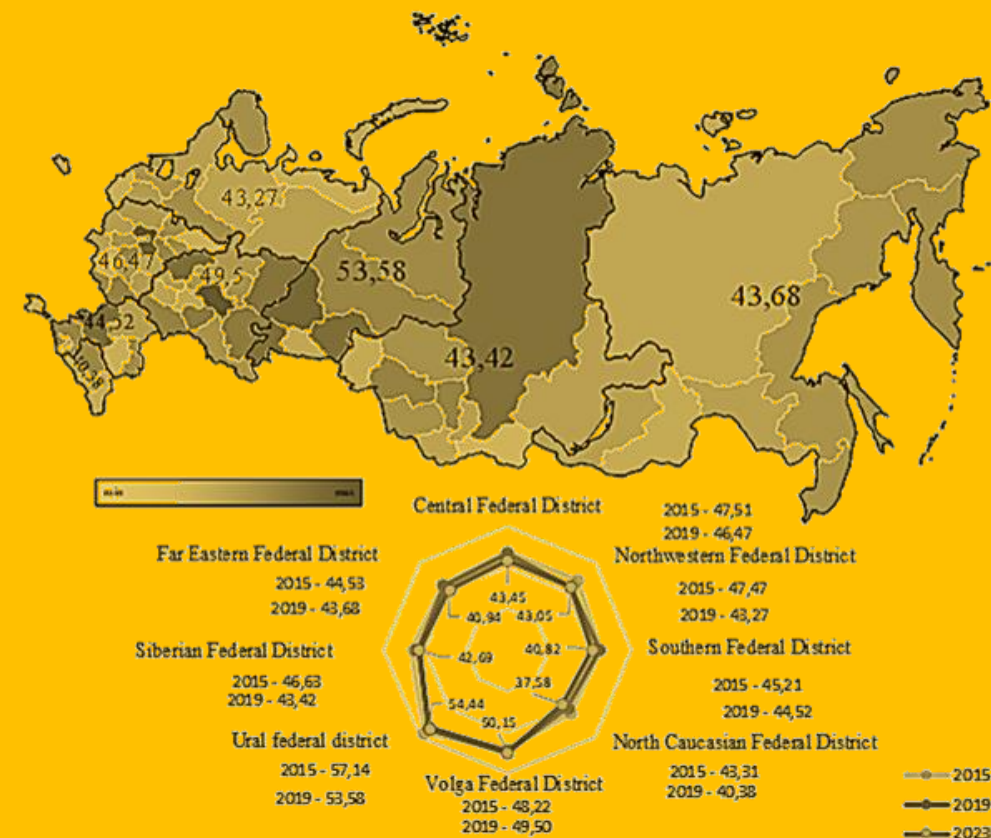 43,27
46,47
49,5
53,58
43,68
44,52
40,38
43,42
min
max
Central Federal District
2015 - 47,51
2019 - 46,47
Far Eastern Federal District
2015 - 44,53
2019 - 43,68
Northwestern Federal District
2015 - 47,47
2019 - 43,27
43,45
40,94
43,05
42,69
40,82
37,58
54,44
50,15
Siberian Federal District
2015 - 46,63
2019 - 43,42
Southern Federal District
2015 - 45,21
2019 - 44,52
Ural federal district
2015 - 57,14
2019 - 53,58
North Caucasian Federal District
2015 - 43,31
2019 - 40,38
Volga Federal District
2015 - 48,22
2019 - 49,50
2015
2019
2023